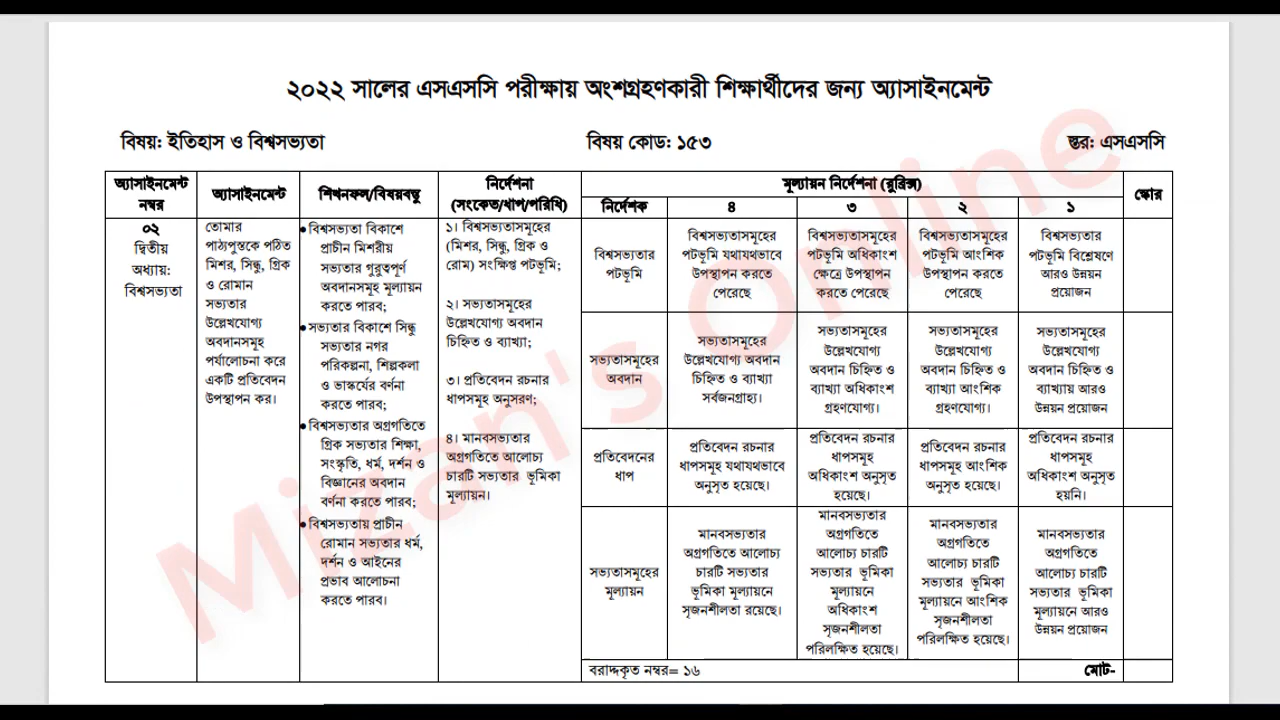 ২০২২ সালের এসএসসি পরীক্ষায় অংশগ্রহণকারী শিক্ষার্থীদের জন্য অ্যাসাইনমেন্ট
বিষয়: ইতিহাস ও বিশ্বসভ্যতা
বিষয় কোড: ১৫৩
স্তর: এসএসসি
অ্যাসাইনমেন্ট
নম্বর
অ্যাসাইনমেন্ট
শিখনফল/বিষয়বস্তু
নির্দেশনা
(সংকেত/ধাপ/পরিধি)
মূল্যায়ন নির্দেশনা (রুব্রিক্স)
নির্দেশক
৪
৩
২
১
স্কোর
০২
দ্বিতীয়
অধ্যায়:
বিশ্বসভ্যতা
তোমার
পাঠ্যপুস্তকে পঠিত
মিশর, সিন্ধু, গ্রিক
ও রোমান
সভ্যতার
উল্লেখযোগ্য
অবদানসমূহ
পর্যালোচনা করে
একটি প্রতিবেদন
উপস্থাপন কর।
• বিশ্বসভ্যতা বিকাশে
প্রাচীন মিশরীয়
সভ্যতার গুরুত্বপূর্ণ
অবদানসমূহ মূল্যায়ন
করতে পারব;
• সভ্যতার বিকাশে সিন্ধু
সভ্যতার নগর
পরিকল্পনা, শিল্পকলা
ও ভাস্কর্যের বর্ণনা
করতে পারব;
• বিশ্বসভ্যতার অগ্রগতিতে
গ্রিক সভ্যতার শিক্ষা,
সংস্কৃতি, ধর্ম, দর্শন ও
বিজ্ঞানের অবদান
বর্ণনা করতে পারব;
• বিশ্বসভ্যতায় প্রাচীন
রোমান সভ্যতার ধর্ম,
দর্শন ও আইনের
প্রভাব আলোচনা
করতে পারব।
১। বিশ্বসভ্যতাসমূহের
(মিশর, সিন্ধু, গ্রিক ও
রোম) সংক্ষিপ্ত পটভূমি;
২। সভ্যতাসমূহের
উল্লেখযোগ্য অবদান
চিহ্নিত ও ব্যাখ্যা;
৩। প্রতিবেদন রচনার
ধাপসমূহ অনুসরণ;
৪। মানবসভ্যতার
অগ্রগতিতে আলোচ্য
চারটি সভ্যতার ভূমিকা
মূল্যায়ন।
বিশ্বসভ্যতার
পটভূমি
বিশ্বসভ্যতাসমূহের
পটভূমি যথাযথভাবে
উপস্থাপন করতে
পেরেছে
বিশ্বসভ্যতাসমূহের
পটভূমি অধিকাংশ
ক্ষেত্রে উপস্থাপন
করতে পেরেছে
বিশ্বসভ্যতাসমূহের
পটভূমি আংশিক
উপস্থাপন করতে
পেরেছে
বিশ্বসভ্যতার
পটভূমি বিশ্লেষণে
আরও উন্নয়ন
প্রয়োজন
সভ্যতাসমূহের
অবদান
সভ্যতাসমূহের
উল্লেখযোগ্য অবদান
চিহ্নিত ও ব্যাখ্যা
সর্বজনগ্রাহ্য।
সভ্যতাসমূহের
উল্লেখযোগ্য
অবদান চিহ্নিত ও
ব্যাখ্যা অধিকাংশ
গ্রহণযোগ্য।
সভ্যতাসমূহের
উল্লেখযোগ্য
অবদান চিহ্নিত ও
ব্যাখ্যা আংশিক
গ্রহণযোগ্য।
সভ্যতাসমূহের
উল্লেখযোগ্য
অবদান চিহ্নিত ও
ব্যাখ্যায় আরও
উন্নয়ন প্রয়োজন
প্রতিবেদনের
ধাপ
প্রতিবেদন রচনার
ধাপসমূহ যথাযথভাবে
অনুসৃত হয়েছে।
প্রতিবেদন রচনার
ধাপসমূহ
অধিকাংশ অনুসৃত
হয়েছে।
প্রতিবেদন রচনার
ধাপসমূহ আংশিক
অনুসৃত হয়েছে।
প্রতিবেদন রচনার
ধাপসমূহ
অধিকাংশ অনুসৃত
হয়নি।
সভ্যতাসমূহের
মূল্যায়ন
মানবসভ্যতার
অগ্রগতিতে আলোচ্য
চারটি সভ্যতার
ভূমিকা মূল্যায়নে
সৃজনশীলতা রয়েছে।
মানবসভ্যতার
অগ্রগতিতে
আলোচ্য চারটি
সভ্যতার ভূমিকা
মূল্যায়নে
অধিকাংশ
সৃজনশীলতা
পরিলক্ষিত হয়েছে।
মানবসভ্যতার
অগ্রগতিতে
আলোচ্য চারটি
সভ্যতার ভূমিকা
মূল্যায়নে আংশিক
সৃজনশীলতা
পরিলক্ষিত হয়েছে।
মানবসভ্যতার
অগ্রগতিতে
আলোচ্য চারটি
সভ্যতার ভূমিকা
মূল্যায়নে আরও
উন্নয়ন প্রয়োজন
বরাদ্দকৃত নম্বর= ১৬
মোট-
Mizan's Online